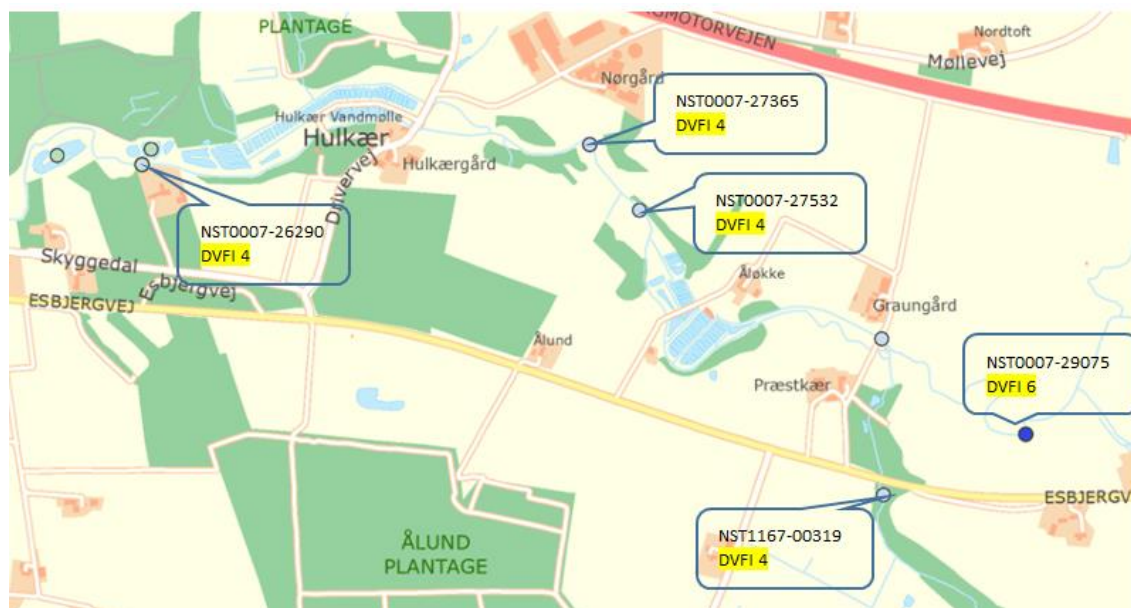 PLANTAGE
GMOTORVEJEN
Nordtoft
Møllevej
Nørgård
NST0007-27365
DVFI 4
Hulkær Vandmølle
Hulkær
Hulkærgård
Drivervej
NST0007-27532
DVFI 4
NST0007-26290
DVFI 4
Skyggedal
Esbjergvej
ESBJERGVEJ
Åløkke
Graungård
Ålund
NST0007-29075
DVFI 6
Præstkær
ESBJERGV
NST1167-00319
DVFI 4
ÅLUND
PLANTAGE